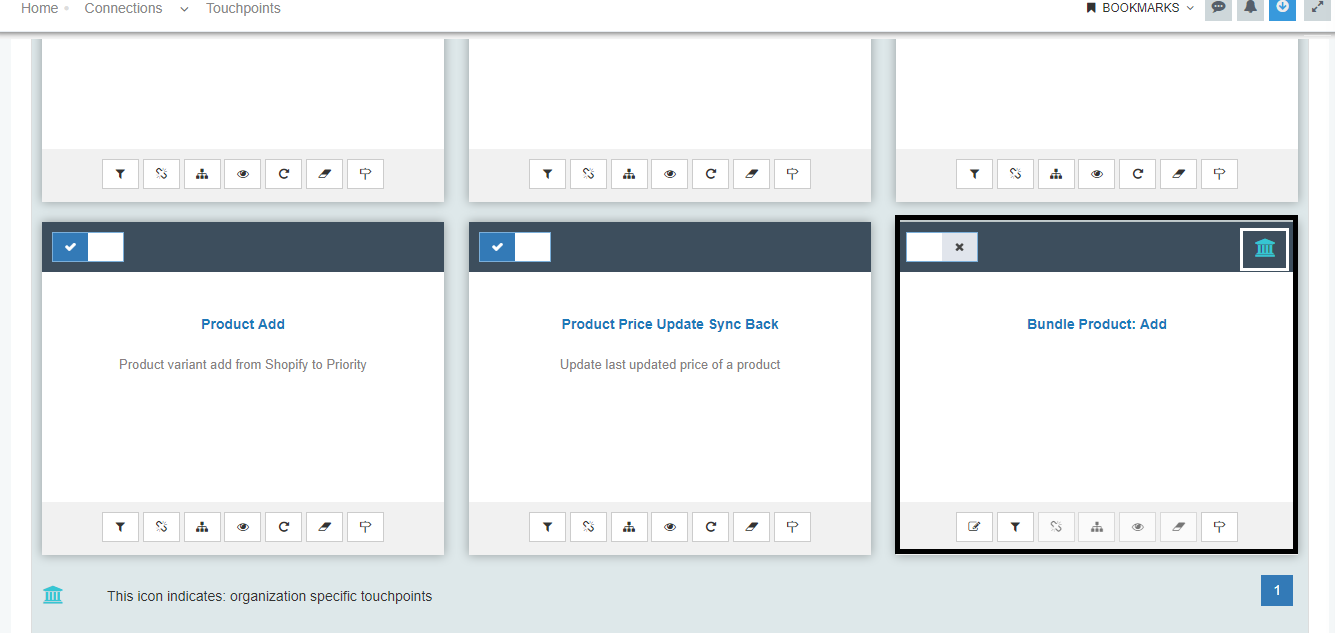 Home Connections Touchpoints
BOOKMARKS
Product Add
Product variant add from Shopify to Priority
Product Price Update Sync Back
Update last updated price of a product
Bundle Product: Add
This icon indicates: organization specific touchpoints
1